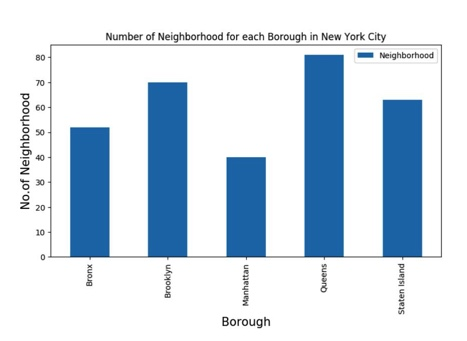 Number of Neighborhood for each Borough in New York City
Neighborhood
No.of Neighborhood
80
70
60
50
40
30
20
10
0
Bronx
Brooklyn
Manhattan
Queens
Staten Island
Borough